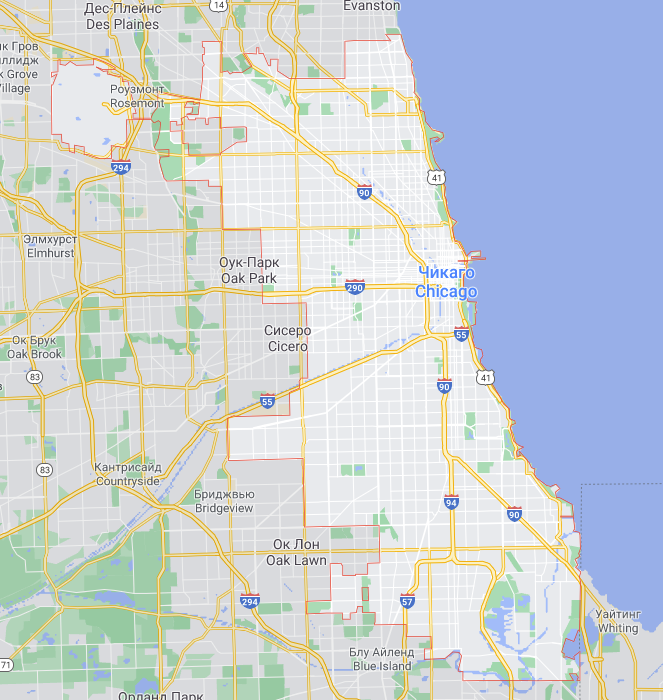 Дес-Плейнс
Des Plaines
14
Evanston
к Гров
иллидж
k Grove
Village
Роузмонт
Rosemont
294
41
90
Элмхурст
Elmhurst
Оук-Парк
Oak Park
290
Чикаго
Chicago
Сисеро
Cicero
55
Ок Брук
Oak Brook
83
90
41
55
83
Кантрисайд
Countryside
Бриджвью
Bridgeview
94
90
Ок Лон
Oak Lawn
294
57
Уайтинг
Whiting
Блу Айленд
Blue Island
71
Орланд Парк